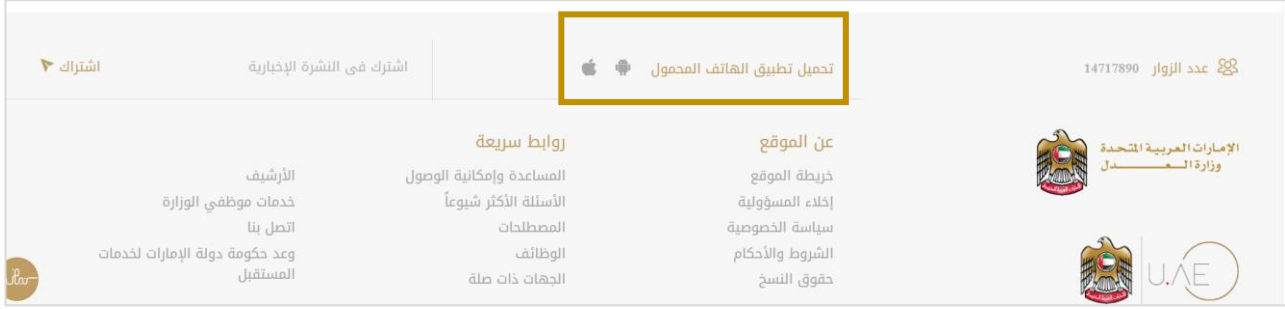 عدد الزوار 14717890
تحميل تطبيق الهاتف المحمول
اشترك في النشرة الإخبارية
اشتراك
الإمارات العربية المتحدة
وزارة العدل
U.AE
عن الموقع
خريطة الموقع
إخلاء المسؤولية
سياسة الخصوصية
الشروط والأحكام
حقوق النسخ
روابط سريعة
المساعدة وإمكانية الوصول
الأسئلة الأكثر شيوعاً
المصطلحات
الوظائف
الجهات ذات صلة
الأرشيف
خدمات موظفي الوزارة
اتصل بنا
وعد حكومة دولة الإمارات لخدمات
المستقبل